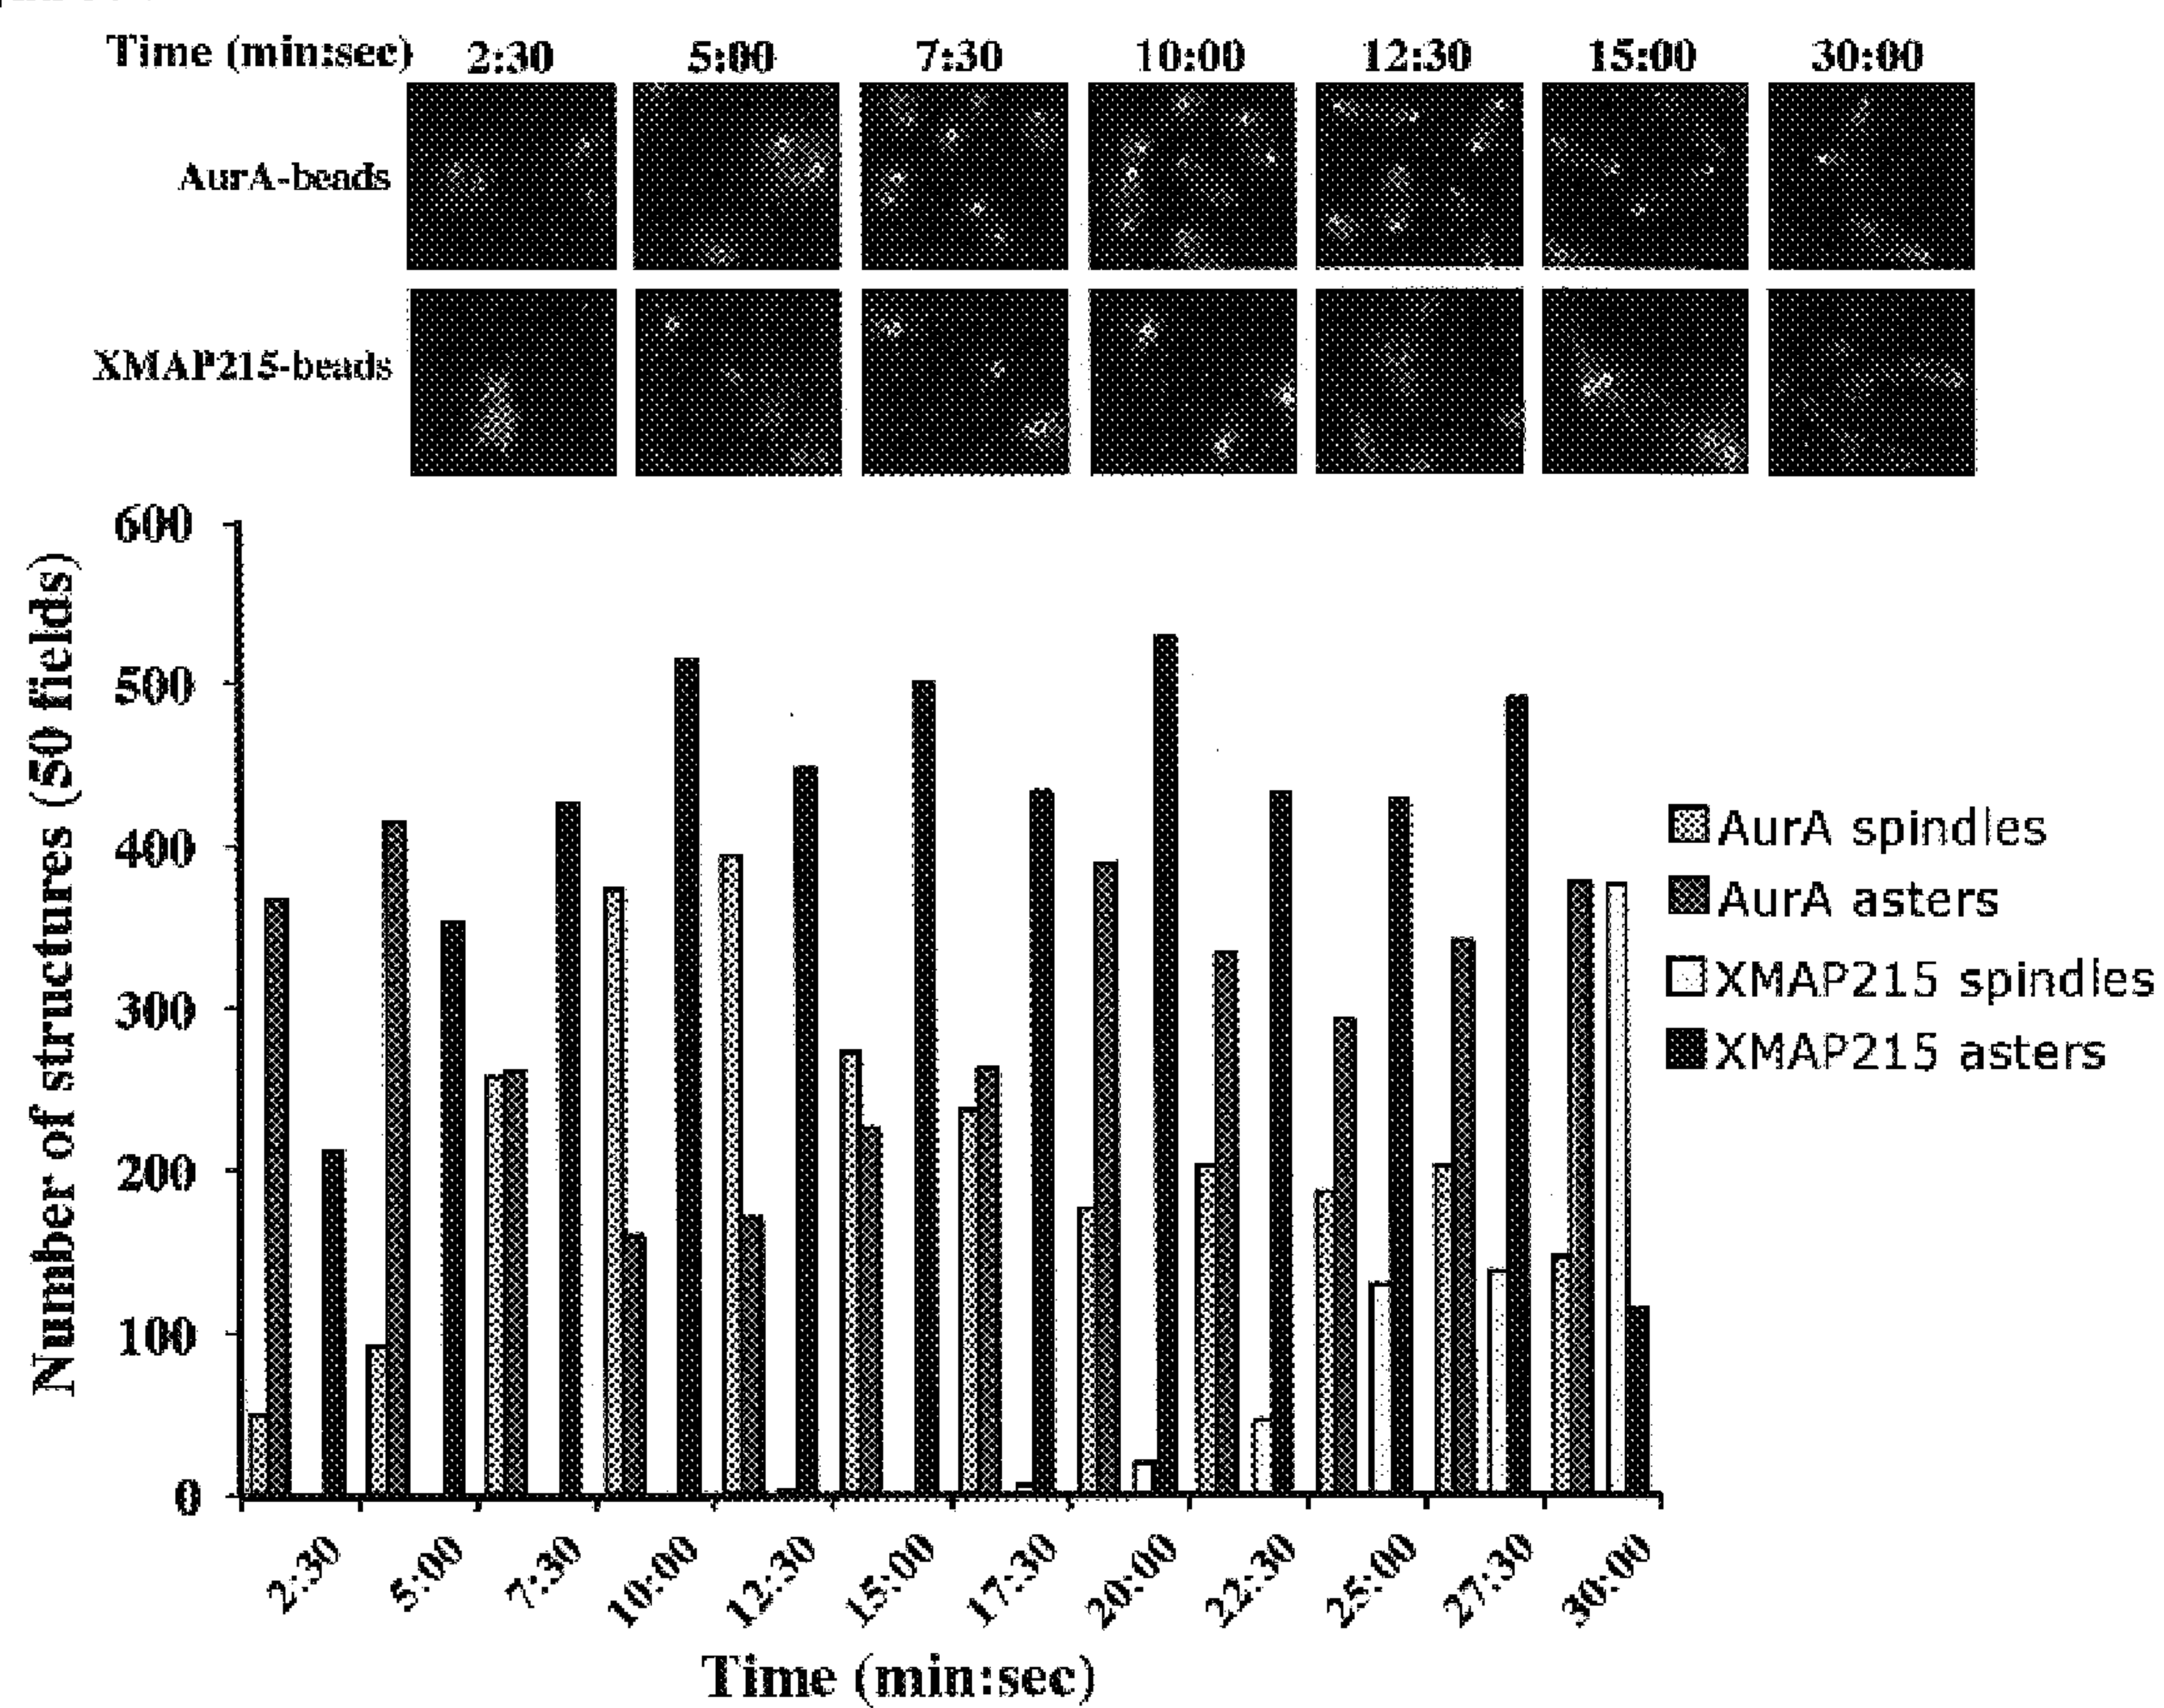 Time (min:sec) 2:30 5:00 7:30 10:00 12:30 15:00 30:00
AurA-beads
XMAP215-beads
600
500
400
300
200
100
0
Number of structures (50 fields)
AurA spindles
AurA asters
XMAP215 spindles
XMAP215 asters
2:30 5:00 7:30 10:00 12:30 15:00 17:30 20:00 22:30 25:00 27:30 30:00
Time (min:sec)